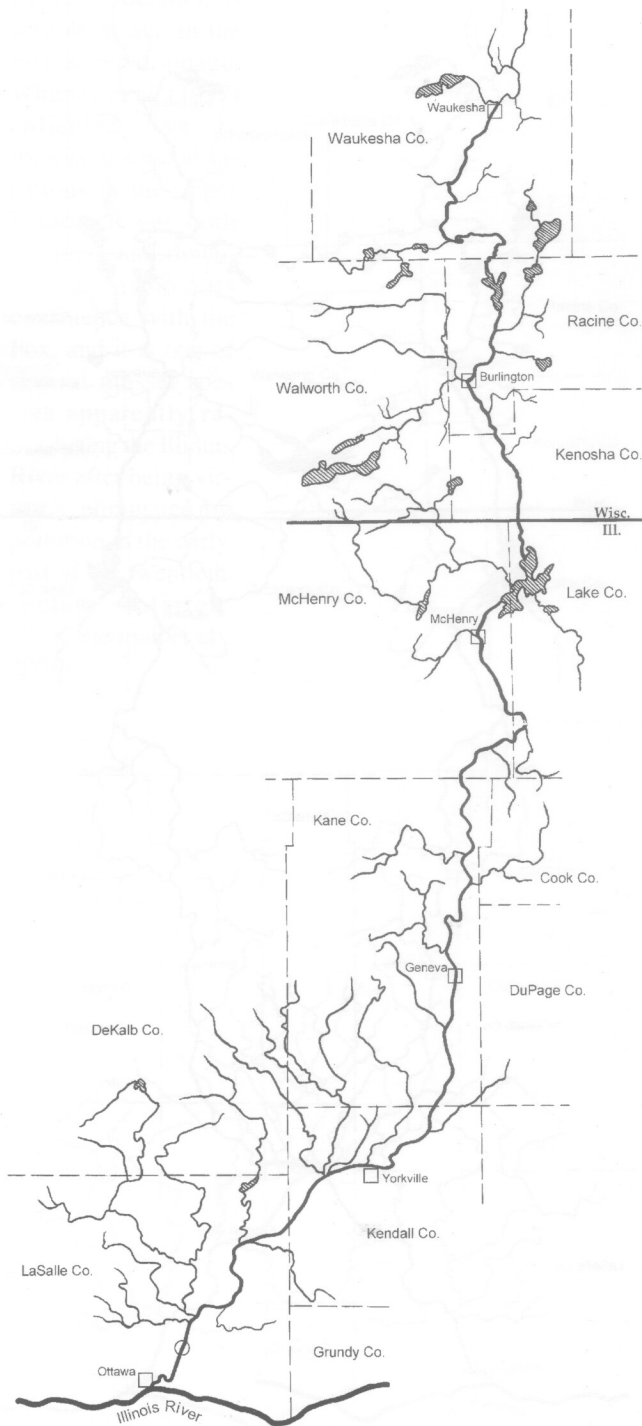 Waukesha
Waukesha Co.
Racine Co.
Walworth Co.
Burlington
Kenosha Co.
Wisc.
Ill.
McHenry Co.
Lake Co.
McHenry
Kane Co.
Cook Co.
Geneva
DuPage Co.
DeKalb Co.
Yorkville
Kendall Co.
LaSalle Co.
Grundy Co.
Ottawa
Illinois River